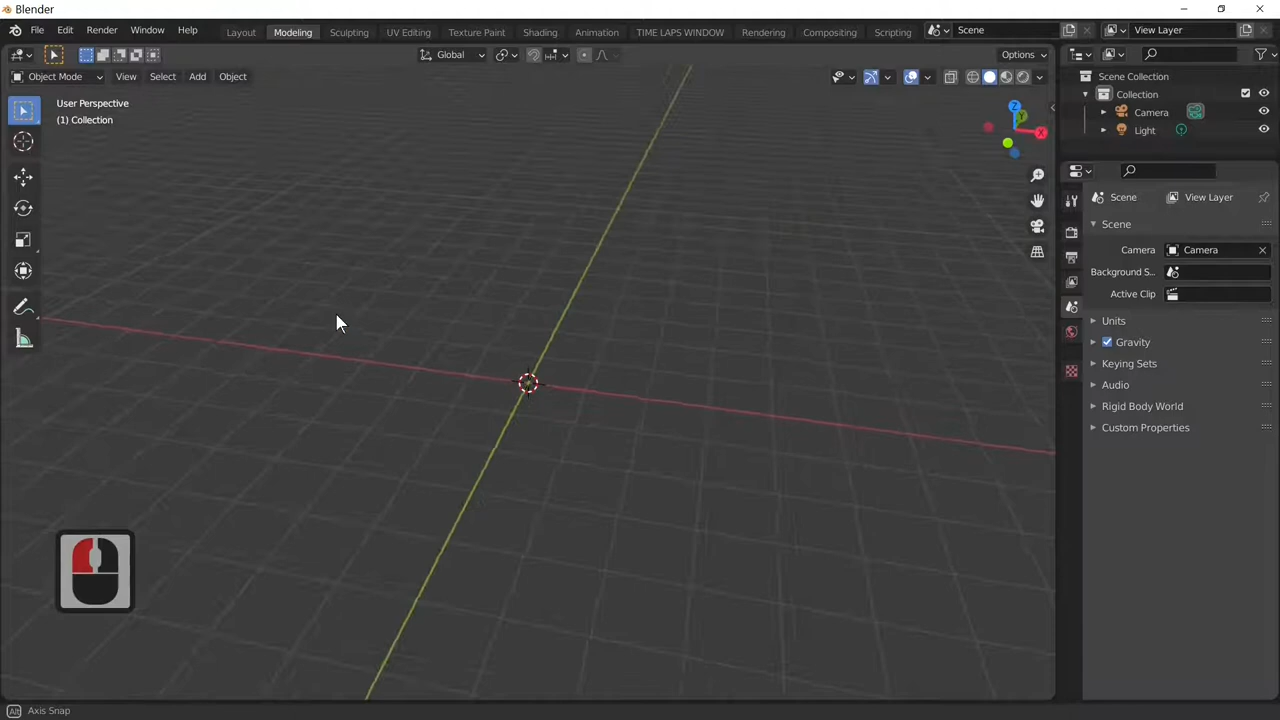 Blender
File Edit Render Window Help Layout Modeling Sculpting UV Editing Texture Paint Shading Animation TIME LAPS WINDOW Rendering Compositing Scripting Scene View Layer
Global Options
Object Mode View Select Add Object
User Perspective
(1) Collection
Z
Y
X
Scene Collection
Collection
Camera
Light
Scene View Layer
Scene
Camera Camera
Background S...
Active Clip
Units
Gravity
Keying Sets
Audio
Rigid Body World
Custom Properties
Alt Axis Snap